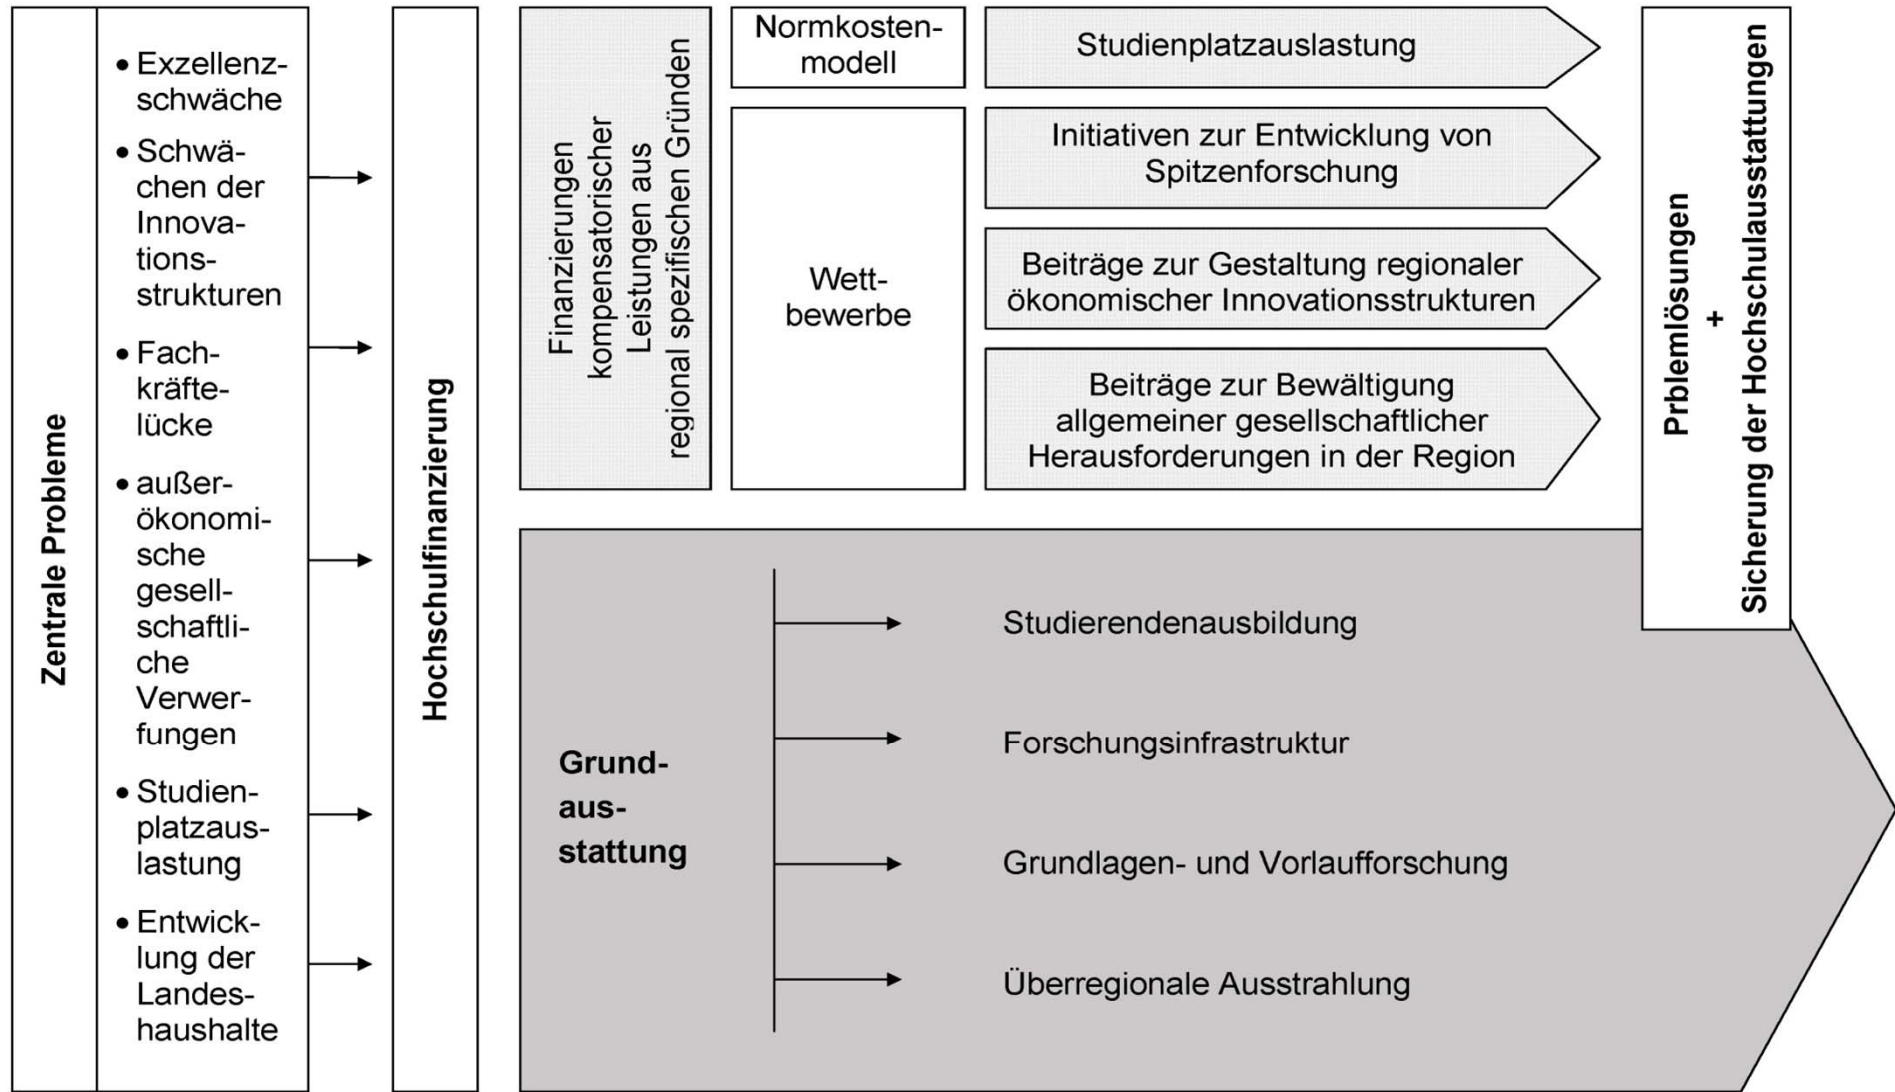 Zentrale Probleme
• Exzellenz-
schwäche
• Schwä-
chen der
Innova-
tions-
strukturen
• Fach-
kräfte-
lücke
• außer-
ökonomi-
sche
gesell-
schaftli-
che
Verwer-
fungen
• Studien-
platzaus-
lastung
• Entwick-
lung der
Landes-
haushalte
Hochschulfinanzierung
Finanzierungen
kompensatorischer
Leistungen aus
regional spezifischen Gründen
Normkosten-
modell
Studienplatzauslastung
Wett-
bewerbe
Initiativen zur Entwicklung von
Spitzenforschung
Beiträge zur Gestaltung regionaler
ökonomischer Innovationsstrukturen
Beiträge zur Bewältigung
allgemeiner gesellschaftlicher
Herausforderungen in der Region
Grund-
aus-
stattung
Studierendenausbildung
Forschungsinfrastruktur
Grundlagen- und Vorlaufforschung
Überregionale Ausstrahlung
Prblemlösungen
+
Sicherung der Hochschulausstattungen